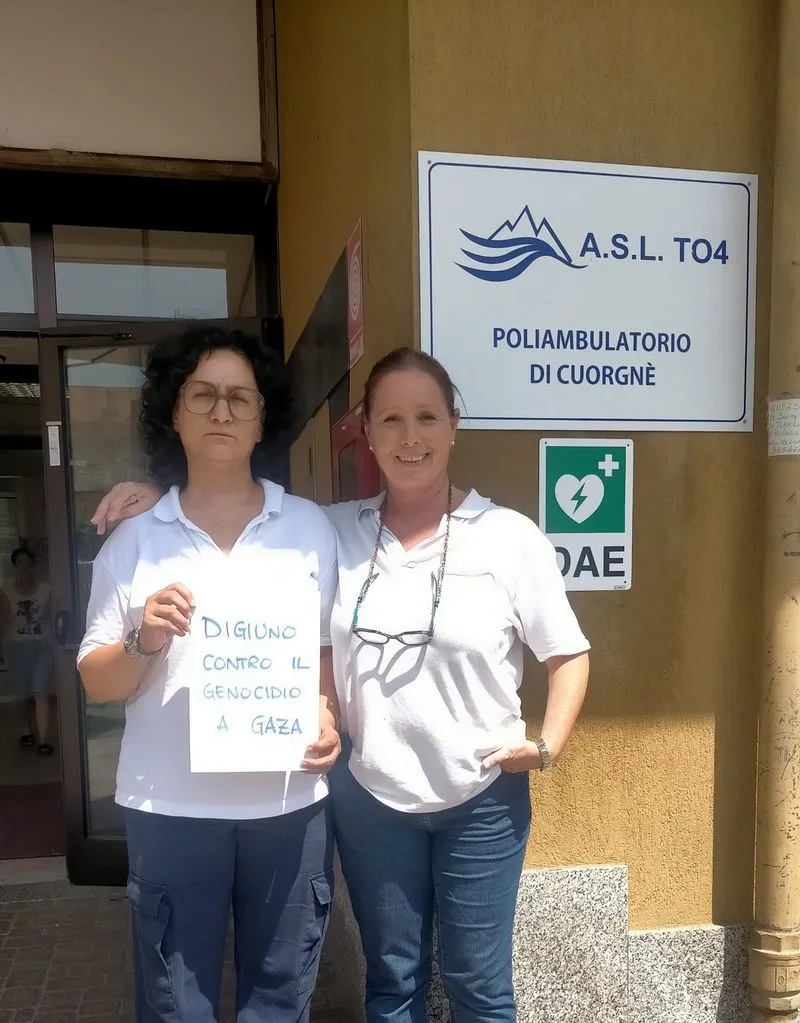 A.S.L. TO4
POLIAMBULATORIO
DI CUORGNÈ
DAE
DIGIUNO
CONTRO IL
GENOCIDIO
A GAZA